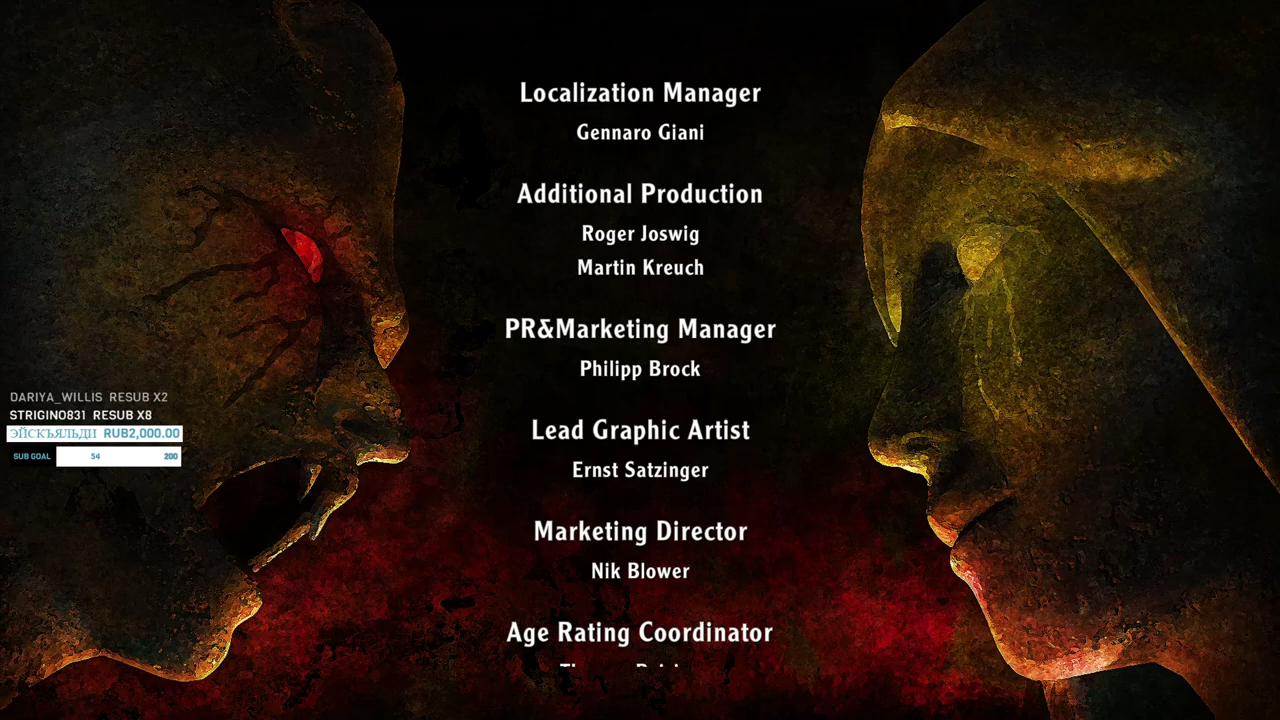 Localization Manager
Gennaro Giani
Additional Production
Roger Joswig
Martin Kreuch
PR&Marketing Manager
Philipp Brock
Lead Graphic Artist
Ernst Satzinger
Marketing Director
Nik Blower
Age Rating Coordinator
DARIYA_WILLIS RESUB X2
STRIGINO831 RESUB X8
ЭЙСКЪЯЛЬДН RUB2,000.00
SUB GOAL 54 200